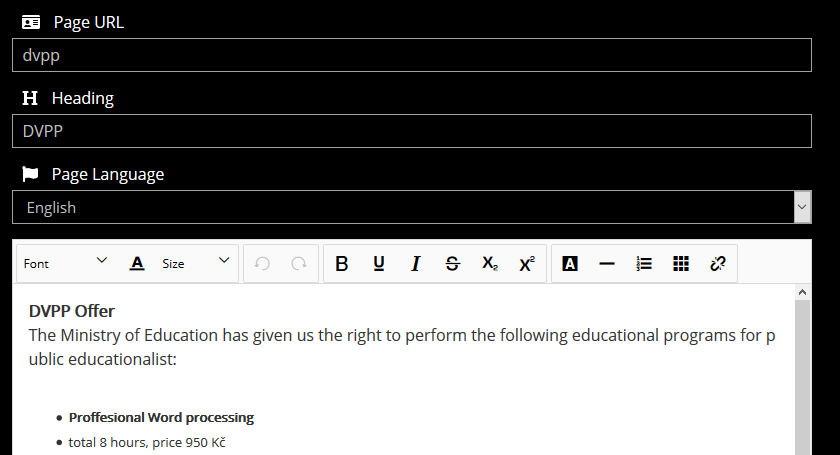 Page URL
dvpp
H Heading
DVPP
Page Language
English
Font A Size B U I S X₂ X² A
DVPP Offer
The Ministry of Education has given us the right to perform the following educational programs for p
ublic educationalist:
• Proffesional Word processing
• total 8 hours, price 950 Kč